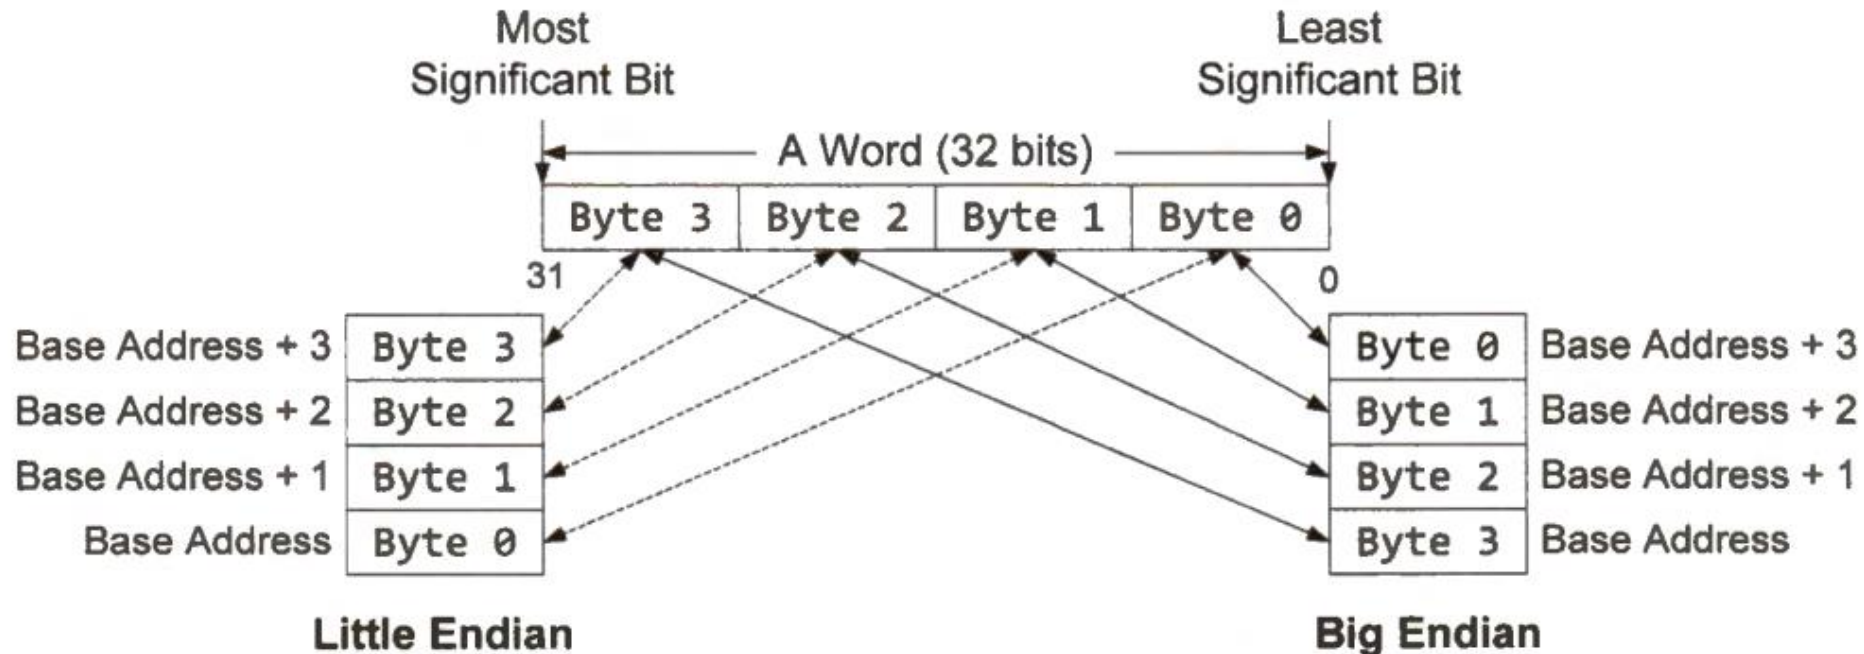 Most
Significant Bit
Least
Significant Bit
A Word (32 bits)
Byte 3 Byte 2 Byte 1 Byte 0
31 0
Base Address + 3 Byte 3
Base Address + 2 Byte 2
Base Address + 1 Byte 1
Base Address Byte 0
Little Endian
Byte 0 Base Address + 3
Byte 1 Base Address + 2
Byte 2 Base Address + 1
Byte 3 Base Address
Big Endian